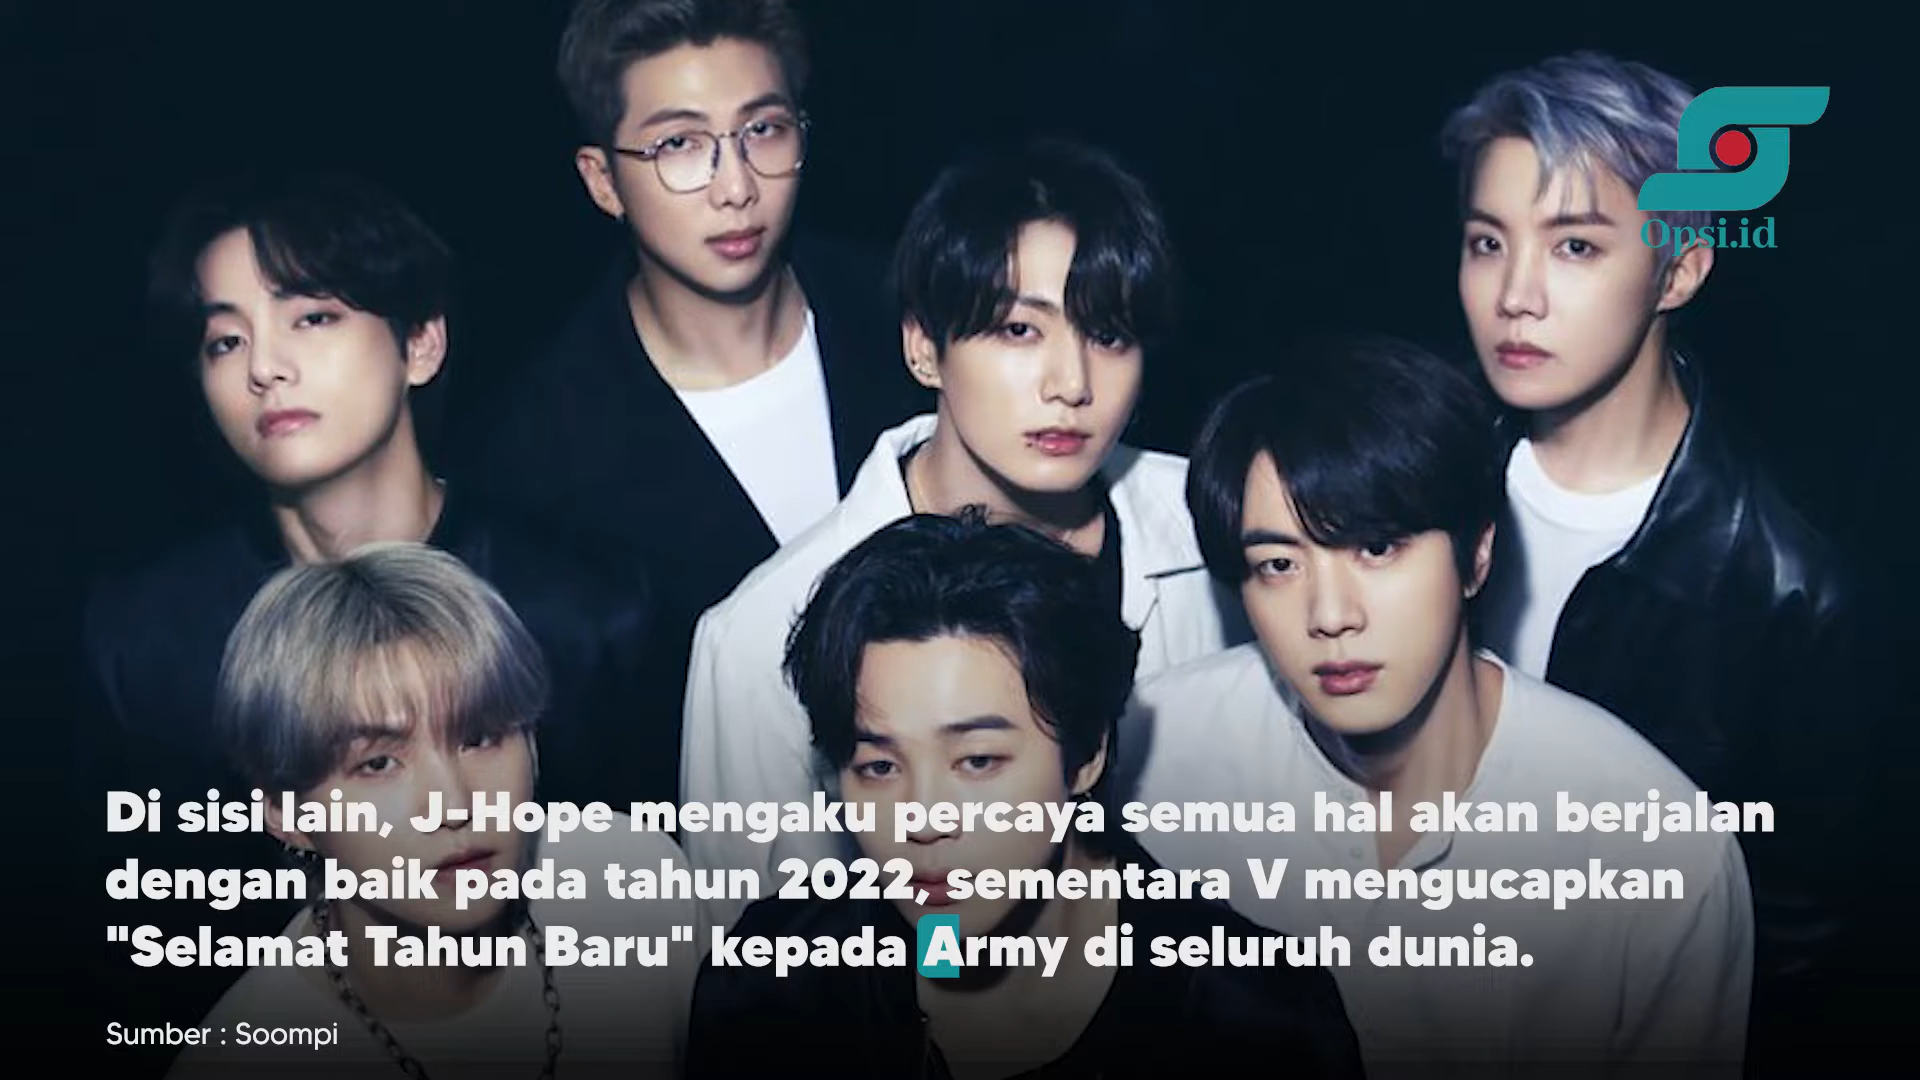 Opsi.id
Di sisi lain, J-Hope mengaku percaya semua hal akan berjalan
dengan baik pada tahun 2022, sementara V mengucapkan
"Selamat Tahun Baru" kepada Army di seluruh dunia.
Sumber : Soompi